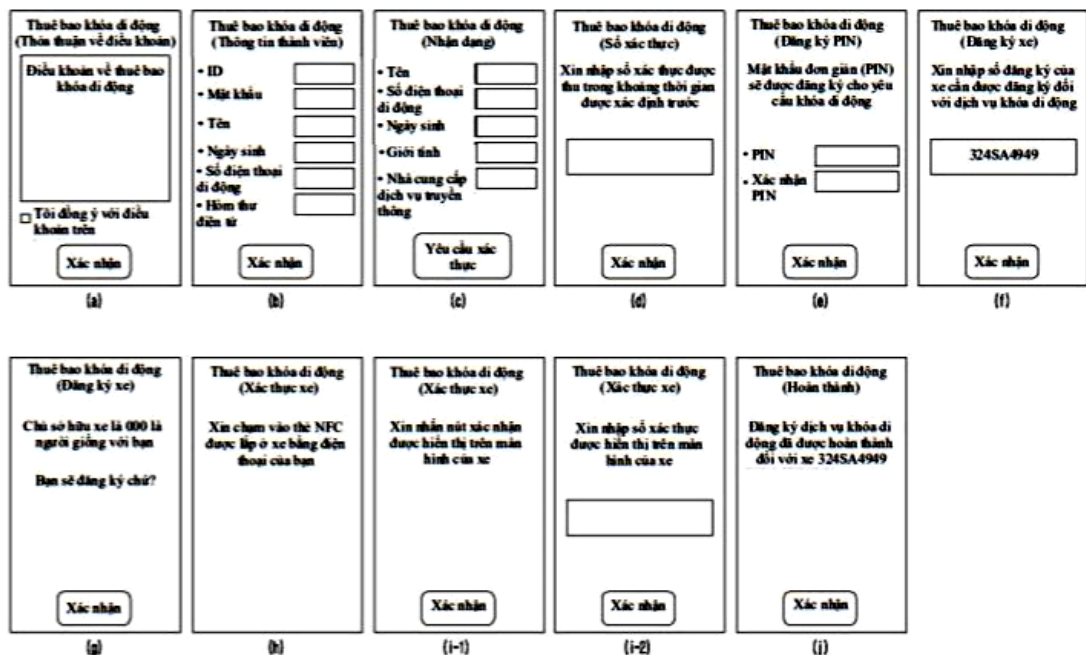 Thuê bao khóa di động
(Thỏa thuận về điều khoản)
Điều khoản về thuê bao
khóa di động
Tôi đồng ý với điều
khoản trên
Xác nhận
(a)
Thuê bao khóa di động
(Thông tin thành viên)
• ID
• Mật khẩu
• Tên
• Ngày sinh
• Số điện thoại
di động
• Hòm thư
điện tử
Xác nhận
(b)
Thuê bao khóa di động
(Nhận dạng)
• Tên
• Số điện thoại
di động
• Ngày sinh
• Giới tính
• Nhà cung cấp
dịch vụ truyền
thông
Yêu cầu xác
thực
(c)
Thuê bao khóa di động
(Số xác thực)
Xin nhập số xác thực được
thu trong khoảng thời gian
được xác định trước
Xác nhận
(d)
Thuê bao khóa di động
(Đăng ký PIN)
Mật khẩu đơn giản (PIN)
sẽ được đăng ký cho yêu
cầu khóa di động
• PIN
• Xác nhận
PIN
Xác nhận
(e)
Thuê bao khóa di động
(Đăng ký xe)
Xin nhập số đăng ký của
xe cần được đăng ký đối
với dịch vụ khóa di động
324SA4949
Xác nhận
(f)
Thuê bao khóa di động
(Đăng ký xe)
Chủ sở hữu xe là 000 là
người giống với bạn
Bạn sẽ đăng ký chứ?
Xác nhận
(g)
Thuê bao khóa di động
(Xác thực xe)
Xin chạm vào thẻ NFC
được lắp ở xe bằng điện
thoại của bạn
(h)
Thuê bao khóa di động
(Xác thực xe)
Xin nhấn nút xác nhận
được hiển thị trên màn
hình của xe
Xác nhận
(i-1)
Thuê bao khóa di động
(Xác thực xe)
Xin nhập số xác thực
được hiển thị trên màn
hình của xe
Xác nhận
(i-2)
Thuê bao khóa di động
(Hoàn thành)
Đăng ký dịch vụ khóa di
động đã được hoàn thành
đối với xe 324SA4949
Xác nhận
(j)